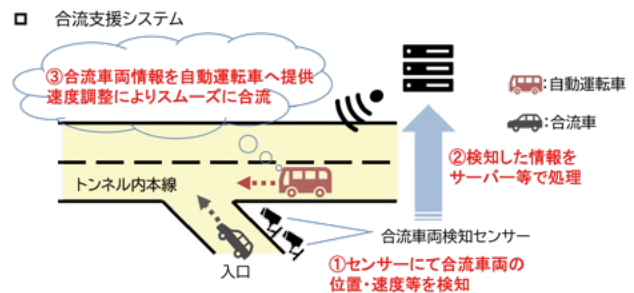 □ 合流支援システム
③合流車両情報を自動運転車へ提供
速度調整によりスムーズに合流
:自動運転車
:合流車
②検知した情報を
サーバー等で処理
トンネル内本線
合流車両検知センサー
入口
①センサーにて合流車両の
位置・速度等を検知